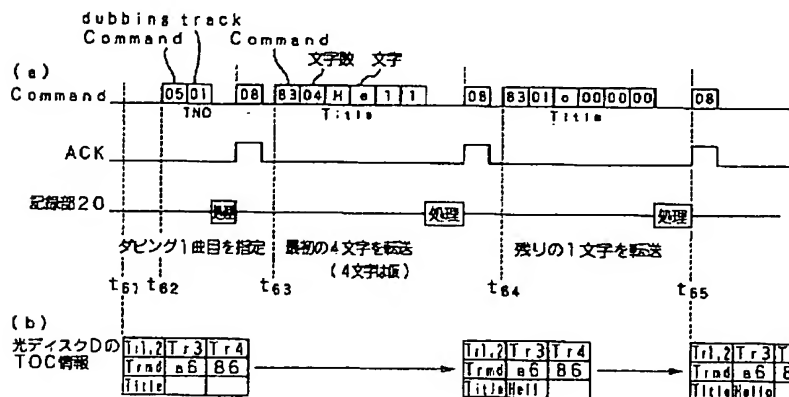 dubbing track
Command Command 文字数 文字
(a)
Command 05 01 08 83 04 H e l l 08 83 01 o 00 00 00 08
TNO Title Title
ACK
記録部20 処理 処理 処理
ダビング1曲目を指定 最初の4文字を転送 残りの1文字を転送
(4文字は仮)
t61 t62 t63 t64 t65
(b)
光ディスクDの Tr1,2 Tr3 Tr4 Tr1,2 Tr3 Tr4 Tr1,2 Tr3 T
TOC情報 Trmd a6 86 Trmd a6 86 Trmd a6 8
Title Title Hell Title Hello